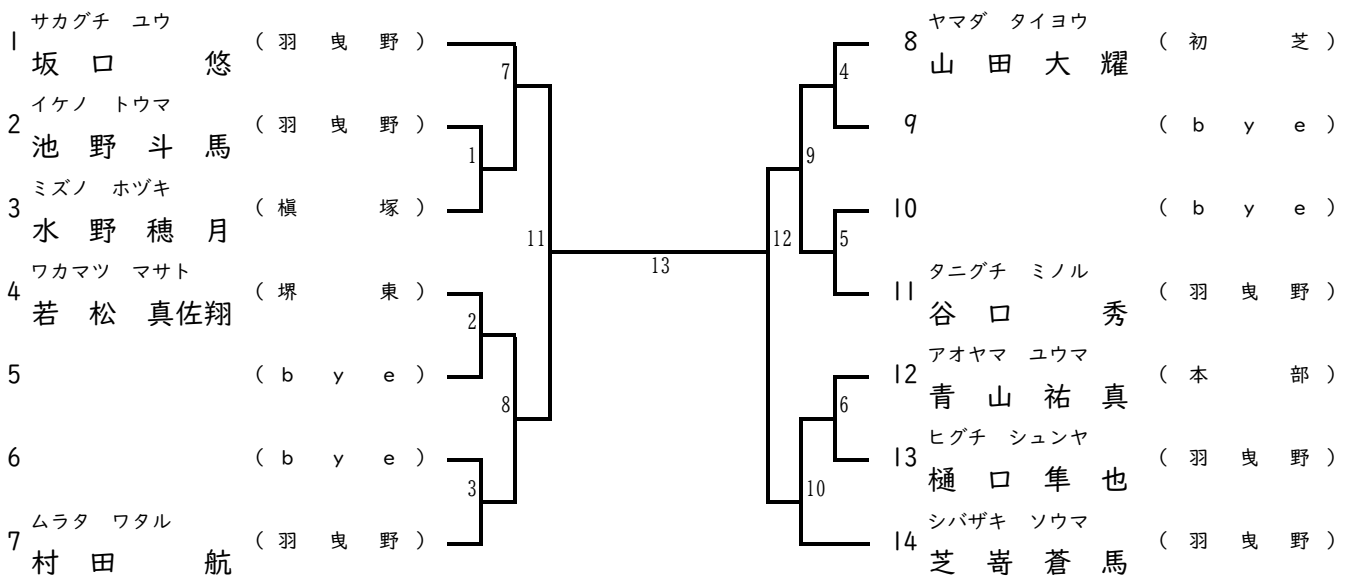 サカグチ ユウ
1 坂口 悠 (羽曳野)
イケノ トウマ
2 池野斗馬 (羽曳野)
ミズノ ホヅキ
3 水野穂月 (槇塚)
ワカマツ マサト
4 若松真佐翔 (堺東)
5 (bye)
6 (bye)
ムラタ ワタル
7 村田 航 (羽曳野)
7
1
11
2
8
3
13
12
4
9
5
6
10
ヤマダ タイヨウ
8 山田大耀 (初芝)
9 (bye)
10 (bye)
タニグチ ミノル
11 谷口 秀 (羽曳野)
アオヤマ ユウマ
12 青山祐真 (本部)
ヒグチ シュンヤ
13 樋口隼也 (羽曳野)
シバザキ ソウマ
14 芝嵜蒼馬 (羽曳野)